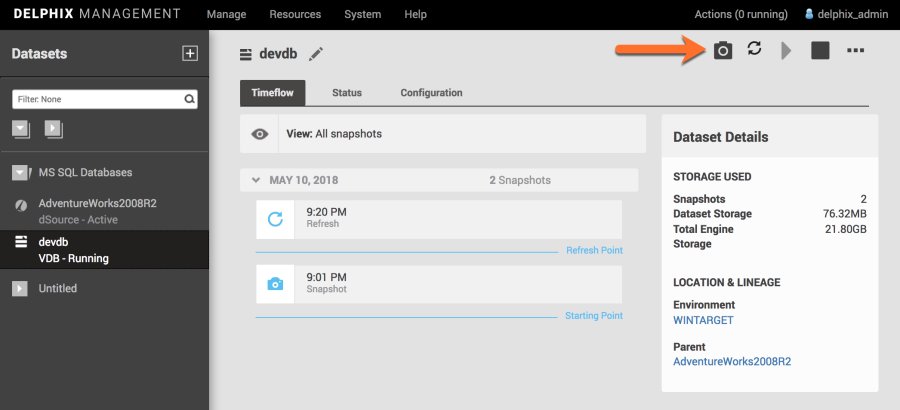 DELPHIX MANAGEMENT Manage Resources System Help Actions (0 running) delphix_admin
Datasets
Filter: None
MS SQL Databases
AdventureWorks2008R2
dSource - Active
devdb
VDB - Running
Untitled
devdb
Timeflow Status Configuration
View: All snapshots
MAY 10, 2018 2 Snapshots
9:20 PM
Refresh
Refresh Point
9:01 PM
Snapshot
Starting Point
Dataset Details
STORAGE USED
Snapshots 2
Dataset Storage 76.32MB
Total Engine 21.80GB
Storage
LOCATION & LINEAGE
Environment
WINTARGET
Parent
AdventureWorks2008R2